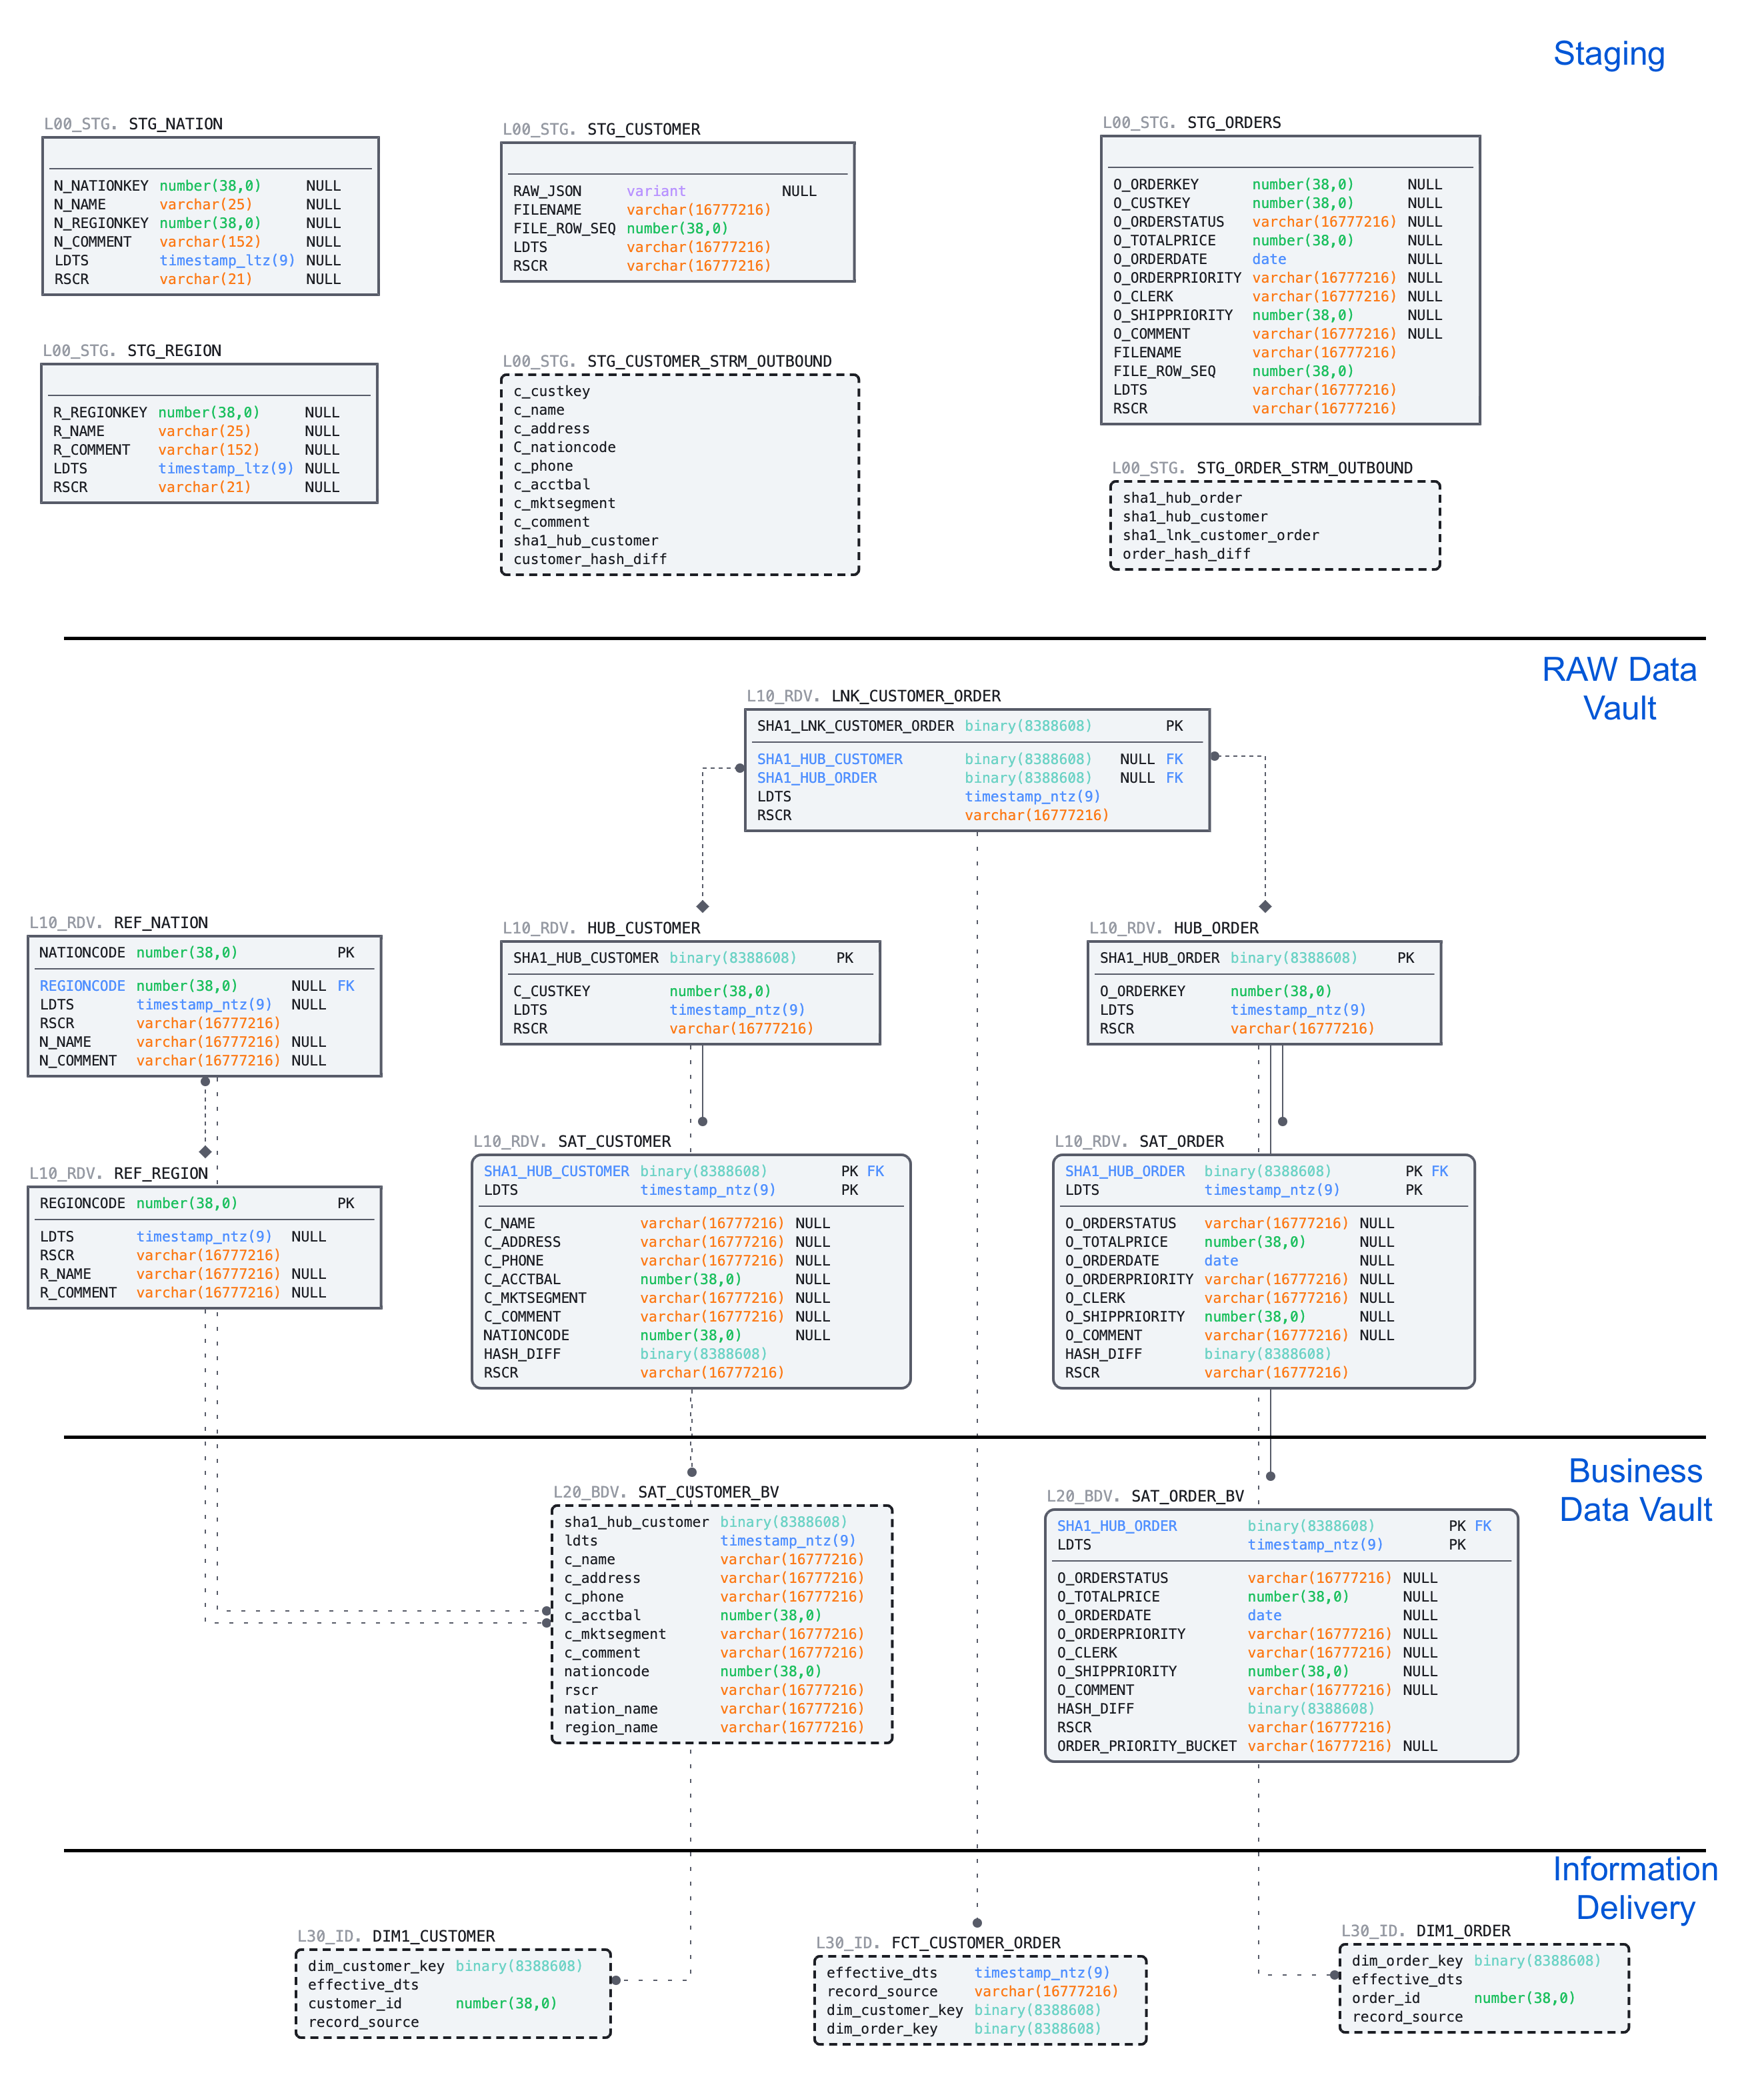 Staging
L00_STG. STG_NATION
N_NATIONKEY number(38,0) NULL
N_NAME varchar(25) NULL
N_REGIONKEY number(38,0) NULL
N_COMMENT varchar(152) NULL
LDTS timestamp_ltz(9) NULL
RSCR varchar(21) NULL
L00_STG. STG_CUSTOMER
RAW_JSON variant NULL
FILENAME varchar(16777216)
FILE_ROW_SEQ number(38,0)
LDTS varchar(16777216)
RSCR varchar(16777216)
L00_STG. STG_ORDERS
O_ORDERKEY number(38,0) NULL
O_CUSTKEY number(38,0) NULL
O_ORDERSTATUS varchar(16777216) NULL
O_TOTALPRICE number(38,0) NULL
O_ORDERDATE date NULL
O_ORDERPRIORITY varchar(16777216) NULL
O_CLERK varchar(16777216) NULL
O_SHIPPRIORITY number(38,0) NULL
O_COMMENT varchar(16777216) NULL
FILENAME varchar(16777216)
FILE_ROW_SEQ number(38,0)
LDTS varchar(16777216)
RSCR varchar(16777216)
L00_STG. STG_REGION
R_REGIONKEY number(38,0) NULL
R_NAME varchar(25) NULL
R_COMMENT varchar(152) NULL
LDTS timestamp_ltz(9) NULL
RSCR varchar(21) NULL
L00_STG. STG_CUSTOMER_STRM_OUTBOUND
c_custkey
c_name
c_address
C_nationcode
c_phone
c_acctbal
c_mktsegment
c_comment
sha1_hub_customer
customer_hash_diff
L00_STG. STG_ORDER_STRM_OUTBOUND
sha1_hub_order
sha1_hub_customer
sha1_lnk_customer_order
order_hash_diff
RAW Data
Vault
L10_RDV. LNK_CUSTOMER_ORDER
SHA1_LNK_CUSTOMER_ORDER binary(8388608) PK
SHA1_HUB_CUSTOMER binary(8388608) NULL FK
SHA1_HUB_ORDER binary(8388608) NULL FK
LDTS timestamp_ntz(9)
RSCR varchar(16777216)
L10_RDV. REF_NATION
NATIONCODE number(38,0) PK
REGIONCODE number(38,0) NULL FK
LDTS timestamp_ntz(9) NULL
RSCR varchar(16777216)
N_NAME varchar(16777216) NULL
N_COMMENT varchar(16777216) NULL
L10_RDV. HUB_CUSTOMER
SHA1_HUB_CUSTOMER binary(8388608) PK
C_CUSTKEY number(38,0)
LDTS timestamp_ntz(9)
RSCR varchar(16777216)
L10_RDV. HUB_ORDER
SHA1_HUB_ORDER binary(8388608) PK
O_ORDERKEY number(38,0)
LDTS timestamp_ntz(9)
RSCR varchar(16777216)
L10_RDV. REF_REGION
REGIONCODE number(38,0) PK
LDTS timestamp_ntz(9) NULL
RSCR varchar(16777216)
R_NAME varchar(16777216) NULL
R_COMMENT varchar(16777216) NULL
L10_RDV. SAT_CUSTOMER
SHA1_HUB_CUSTOMER binary(8388608) PK FK
LDTS timestamp_ntz(9) PK
C_NAME varchar(16777216) NULL
C_ADDRESS varchar(16777216) NULL
C_PHONE varchar(16777216) NULL
C_ACCTBAL number(38,0) NULL
C_MKTSEGMENT varchar(16777216) NULL
C_COMMENT varchar(16777216) NULL
NATIONCODE number(38,0) NULL
HASH_DIFF binary(8388608)
RSCR varchar(16777216)
L10_RDV. SAT_ORDER
SHA1_HUB_ORDER binary(8388608) PK FK
LDTS timestamp_ntz(9) PK
O_ORDERSTATUS varchar(16777216) NULL
O_TOTALPRICE number(38,0) NULL
O_ORDERDATE date NULL
O_ORDERPRIORITY varchar(16777216) NULL
O_CLERK varchar(16777216) NULL
O_SHIPPRIORITY number(38,0) NULL
O_COMMENT varchar(16777216) NULL
HASH_DIFF binary(8388608)
RSCR varchar(16777216)
Business
Data Vault
L20_BDV. SAT_CUSTOMER_BV
sha1_hub_customer binary(8388608)
ldts timestamp_ntz(9)
c_name varchar(16777216)
c_address varchar(16777216)
c_phone varchar(16777216)
c_acctbal number(38,0)
c_mktsegment varchar(16777216)
c_comment varchar(16777216)
nationcode number(38,0)
rscr varchar(16777216)
nation_name varchar(16777216)
region_name varchar(16777216)
L20_BDV. SAT_ORDER_BV
SHA1_HUB_ORDER binary(8388608) PK FK
LDTS timestamp_ntz(9) PK
O_ORDERSTATUS varchar(16777216) NULL
O_TOTALPRICE number(38,0) NULL
O_ORDERDATE date NULL
O_ORDERPRIORITY varchar(16777216) NULL
O_CLERK varchar(16777216) NULL
O_SHIPPRIORITY number(38,0) NULL
O_COMMENT varchar(16777216) NULL
HASH_DIFF binary(8388608)
RSCR varchar(16777216)
ORDER_PRIORITY_BUCKET varchar(16777216) NULL
Information
Delivery
L30_ID. DIM1_CUSTOMER
dim_customer_key binary(8388608)
effective_dts
customer_id number(38,0)
record_source
L30_ID. FCT_CUSTOMER_ORDER
effective_dts timestamp_ntz(9)
record_source varchar(16777216)
dim_customer_key binary(8388608)
dim_order_key binary(8388608)
L30_ID. DIM1_ORDER
dim_order_key binary(8388608)
effective_dts
order_id number(38,0)
record_source